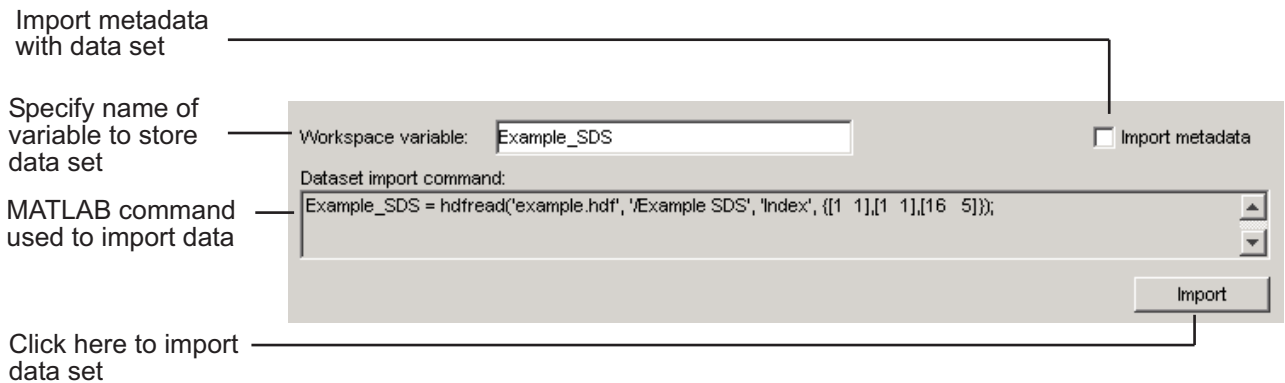 Import metadata
with data set
Specify name of
variable to store
data set
Workspace variable: Example_SDS Import metadata
Dataset import command:
MATLAB command
used to import data
Example_SDS = hdfread('example.hdf', '/Example SDS', 'Index', {[1 1],[1 1],[16 5]});
Import
Click here to import
data set